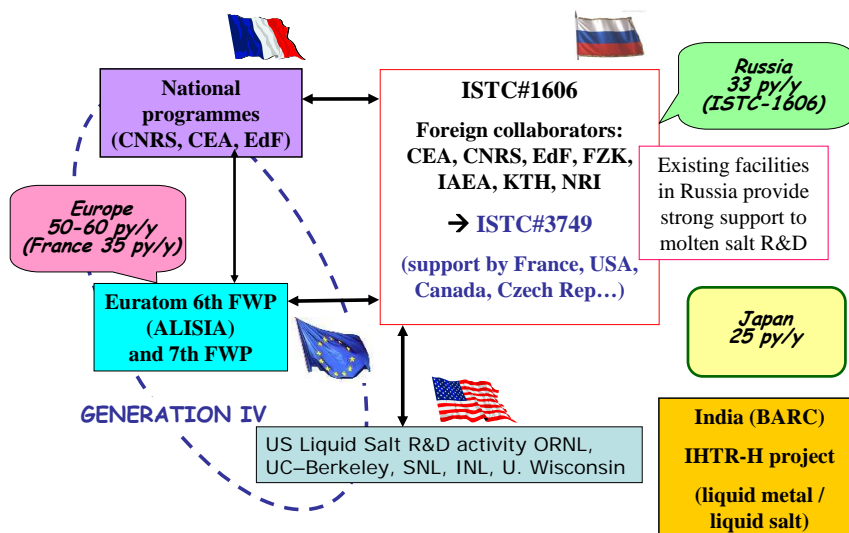 National
programmes
(CNRS, CEA, EdF)
ISTC#1606
Foreign collaborators:
CEA, CNRS, EdF, FZK,
IAEA, KTH, NRI
→ ISTC#3749
(support by France, USA,
Canada, Czech Rep…)
Russia
33 py/y
(ISTC-1606)
Existing facilities
in Russia provide
strong support to
molten salt R&D
Europe
50-60 py/y
(France 35 py/y)
Euratom 6th FWP
(ALISIA)
and 7th FWP
Japan
25 py/y
GENERATION IV
US Liquid Salt R&D activity ORNL,
UC–Berkeley, SNL, INL, U. Wisconsin
India (BARC)
IHTR-H project
(liquid metal /
liquid salt)